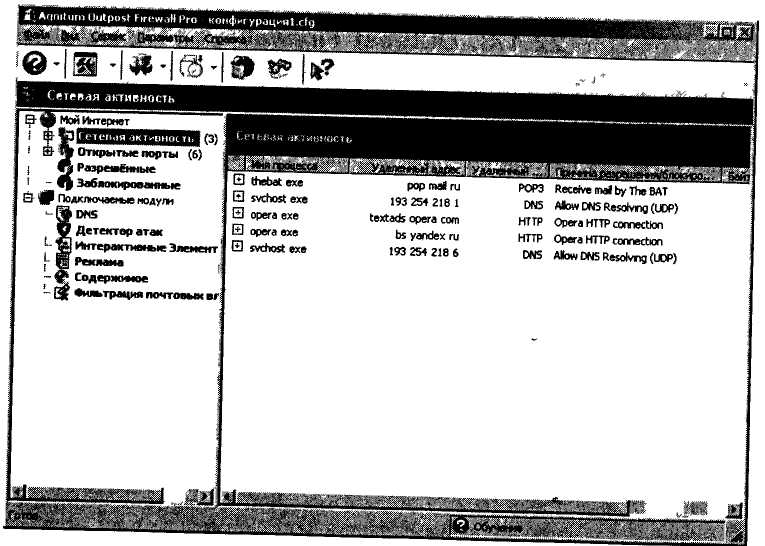 Agnitum Outpost Firewall Pro - конфигурация1.cfg
Файл Вид Сервис Параметры Справка
Сетевая активность
Мой Интернет
Сетевая активность (3)
Открытые порты (6)
Разрешённые
Заблокированные
Подключаемые модули
DNS
Детектор атак
Интерактивные Элемент
Реклама
Содержимое
Фильтрация почтовых вл
Сетевая активность
Имя процесса Удаленный адрес Удаленный ... Причина разрешения/блокиро... Байт
thebat exe pop mail ru POP3 Receive mail by The BAT
svchost exe 193 254 218 1 DNS Allow DNS Resolving (UDP)
opera exe textads opera com HTTP Opera HTTP connection
opera exe bs yandex ru HTTP Opera HTTP connection
svchost exe 193 254 218 6 DNS Allow DNS Resolving (UDP)
Готово
Обучение